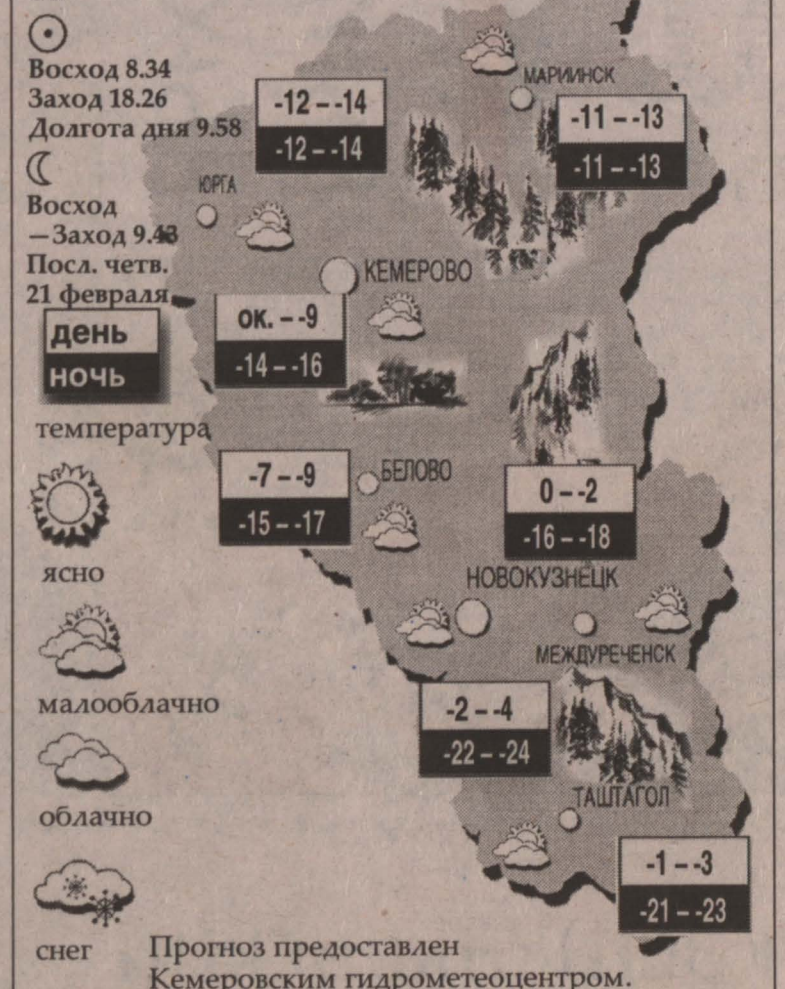 Восход 8.34
Заход 18.26
Долгота дня 9.58
Восход
—Заход 9.43
Посл. четв.
21 февраля
день
ночь
температура
ясно
малооблачно
облачно
снег
МАРИИНСК
-11 – -13
-11 – -13
-12 – -14
-12 – -14
ЮРГА
КЕМЕРОВО
ок. – -9
-14 – -16
-7 – -9
-15 – -17
БЕЛОВО
0 – -2
-16 – -18
НОВОКУЗНЕЦК
МЕЖДУРЕЧЕНСК
-2 – -4
-22 – -24
ТАШТАГОЛ
-1 – -3
-21 – -23
Прогноз предоставлен
Кемеровским гидрометеоцентром.